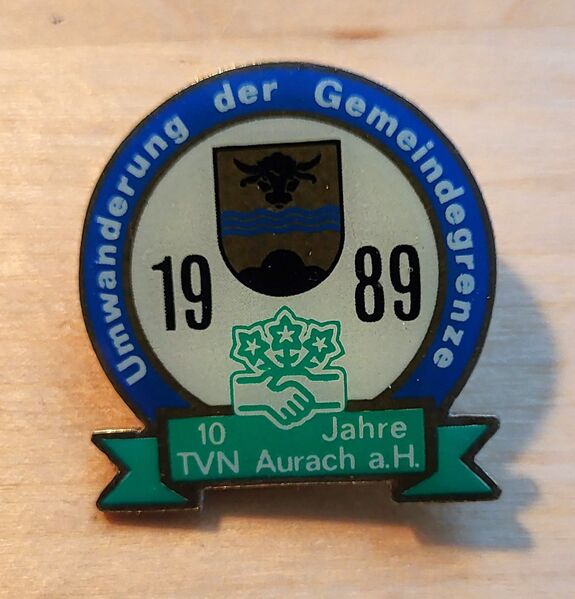 Umwanderung der Gemeindegrenze
19 89
10 Jahre
TVN Aurach a.H.